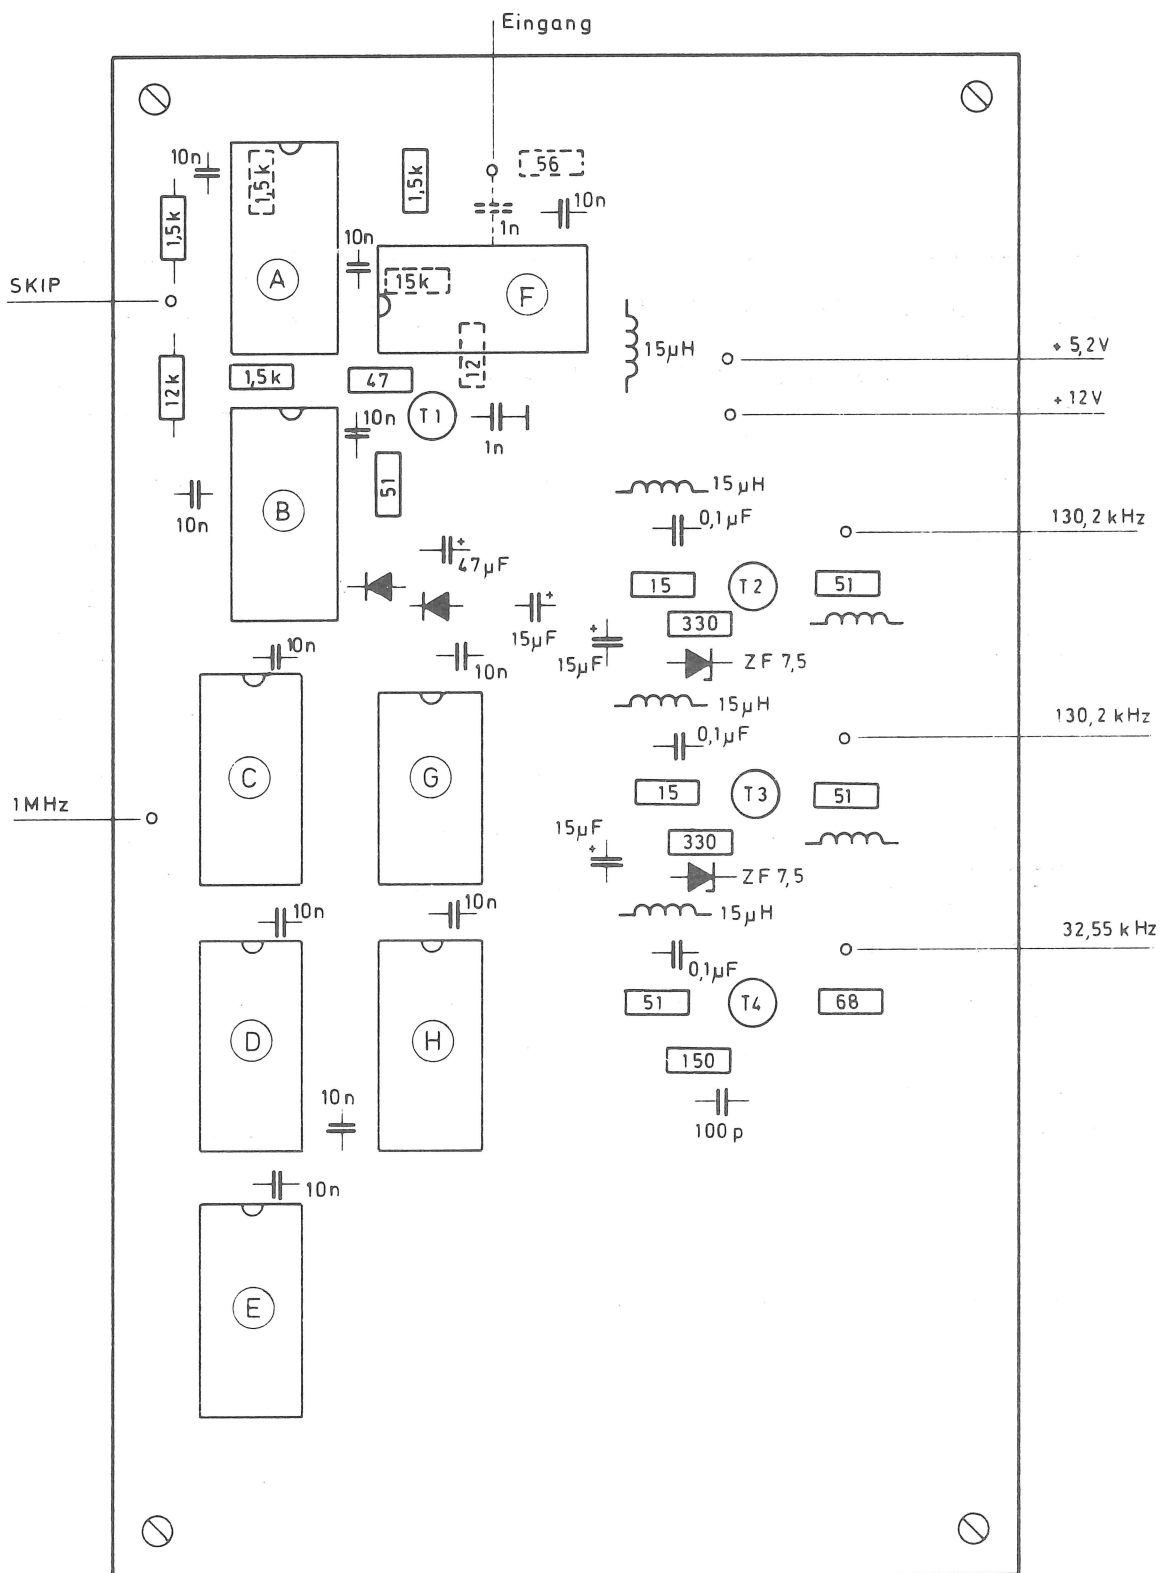 Eingang
10n
1,5k
1,5k
56
10n
1n
1,5k
10n
A
15k
F
SKIP
15µH
+ 5,2V
12k
1,5k
47
12
+ 12V
T1
10n
1n
51
15µH
10n
B
0,1µF
130,2 kHz
+
47µF
15
T2
51
+
15µF
330
+
15µF
10n
10n
ZF 7,5
15µH
130,2 kHz
0,1µF
C
G
15
T3
51
1MHz
15µF
+
330
ZF 7,5
10n
10n
15µH
32,55 kHz
0,1µF
51
T4
68
D
H
150
10n
100p
10n
E